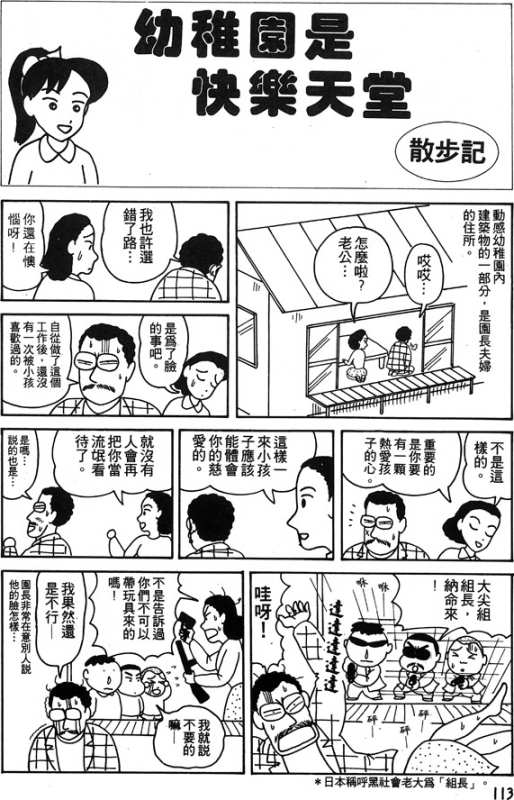 幼稚園是
快樂天堂
散步記
動感幼稚園內
建築物的一部分，是園長夫婦
的住所。
哎哎…
怎麼啦？
老公…
我也許選
錯了路…
你還在懊
惱呀！
是為了臉
的事吧。
自從做了這個
工作後，還沒
有一次被小孩
喜歡過的。
不是這
樣的。
重要的
是你要
有一顆
熱愛孩
子的心。
這樣一
來小孩
子應該
能體會
你的慈
愛的。
就沒有
人會再
把你當
流氓看
待了。
是嗎…
說的也是…
大尖組
組長，
納命來
！
咻
咻
噠噠噠噠噠
砰
砰
砰
哇呀！
不是告訴過
你們不可以
帶玩具來的
嗎！
我就說
不要的
嘛—
我果然還
是不行—
園長非常在意別人說
他的臉怎樣…
＊日本稱呼黑社會老大為「組長」。
113